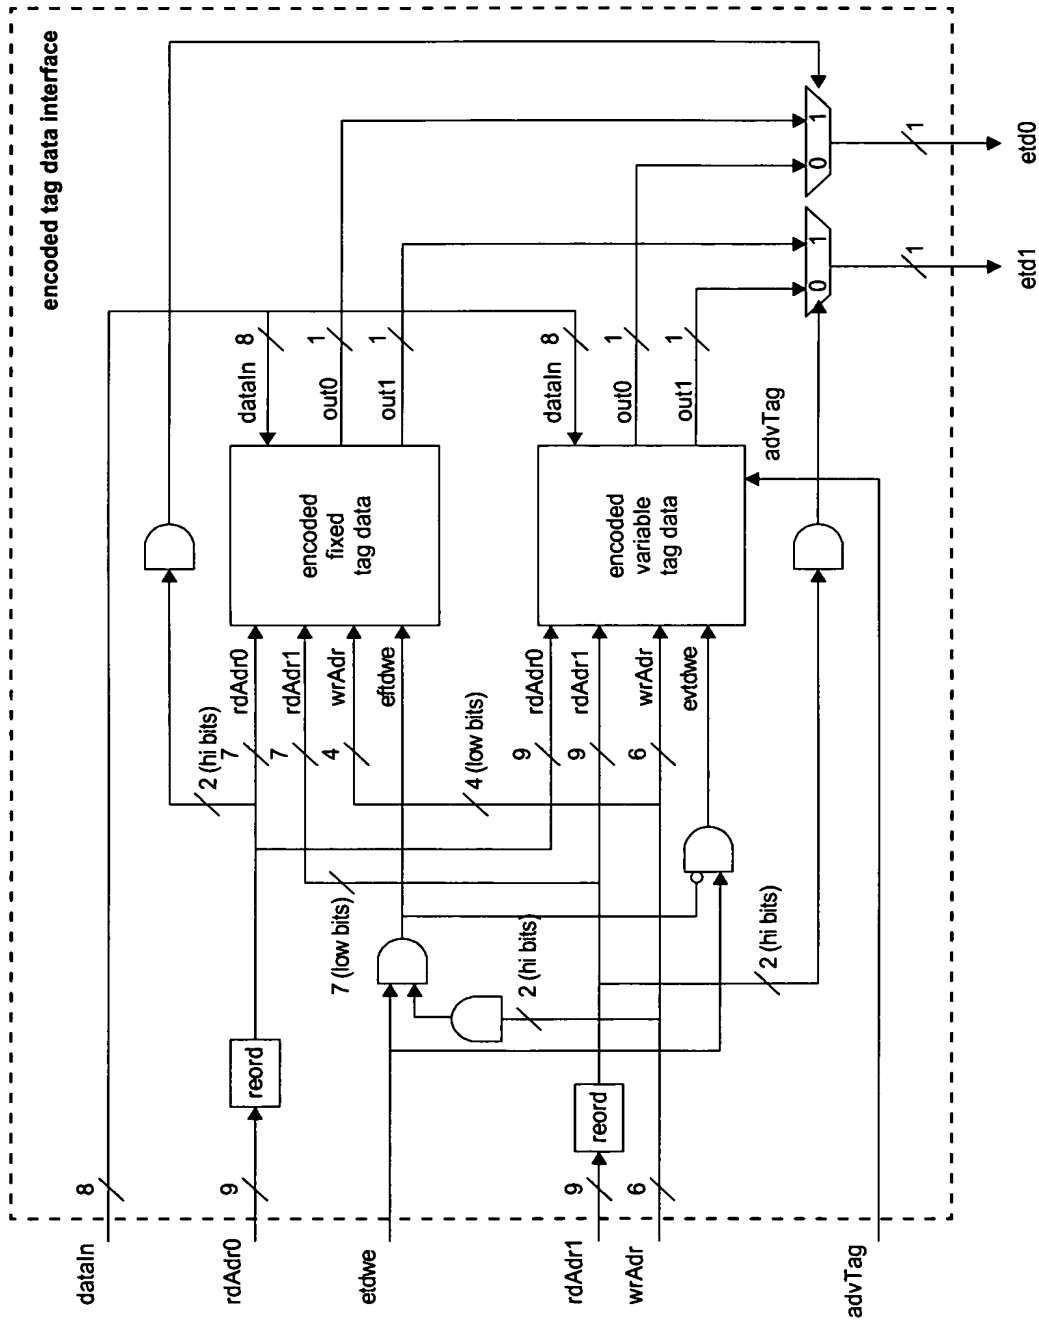 encoded tag data interface
dataIn
8
rdAdr0
9
reord
etdwe
rdAdr1
9
reord
wrAdr
6
advTag
2 (hi bits)
7
rdAdr0
7
rdAdr1
4
wrAdr
eftdwe
7 (low bits)
2 (hi bits)
4 (low bits)
9
rdAdr0
9
rdAdr1
6
wrAdr
evtdwe
2 (hi bits)
encoded
fixed
tag data
dataIn
8
out0
1
out1
1
encoded
variable
tag data
dataIn
8
out0
1
out1
1
advTag
0
1
0
1
1
etd0
1
etd1